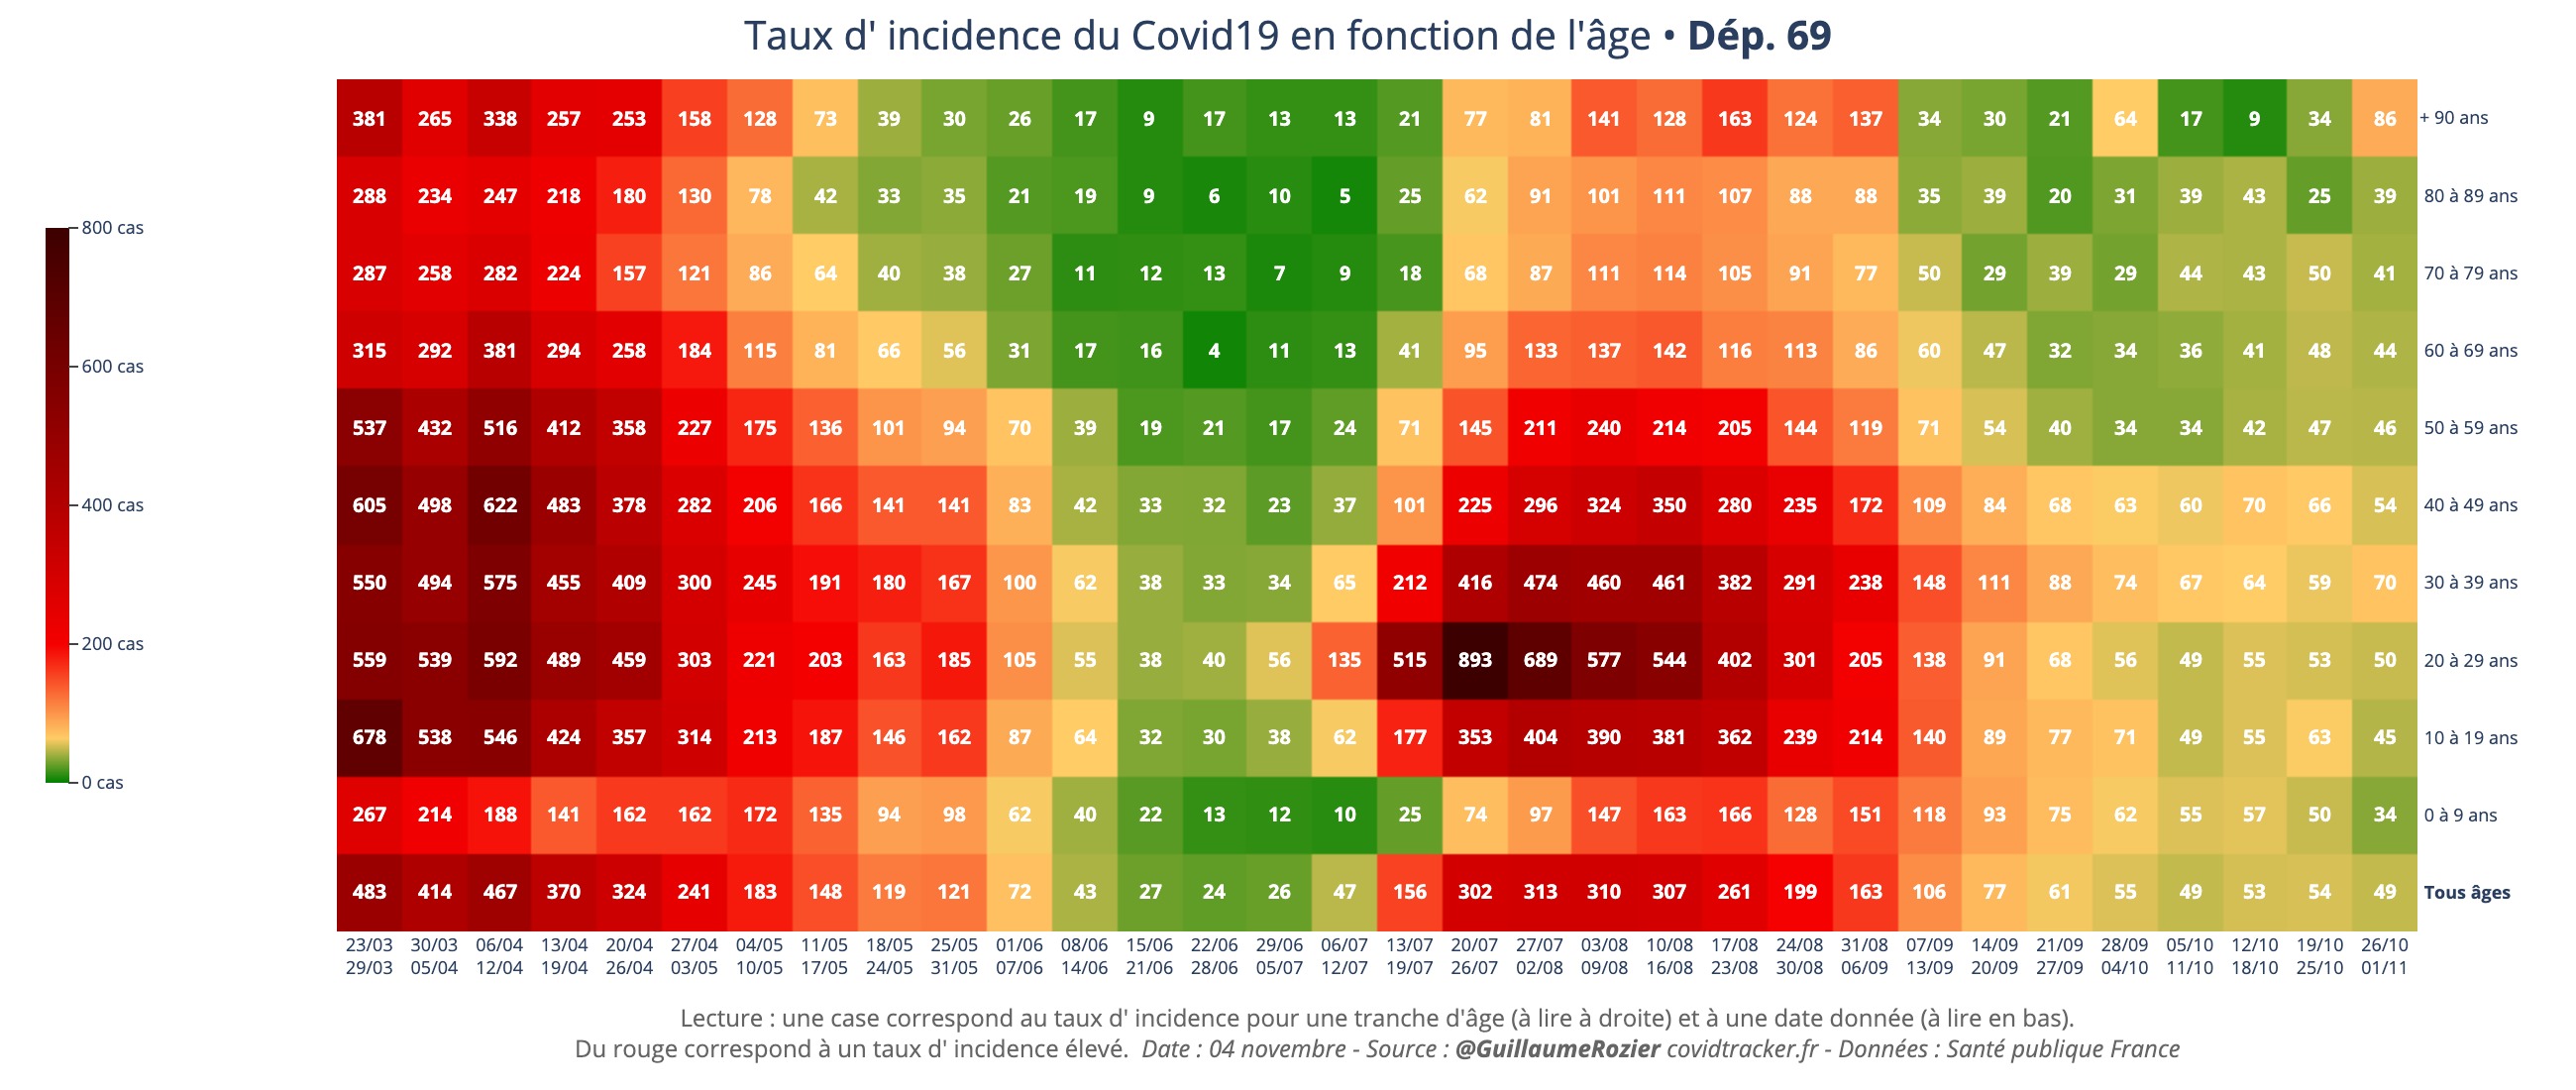 Taux d' incidence du Covid19 en fonction de l'âge • Dép. 69
381 265 338 257 253 158 128 73 39 30 26 17 9 17 13 13 21 77 81 141 128 163 124 137 34 30 21 64 17 9 34 86 + 90 ans
288 234 247 218 180 130 78 42 33 35 21 19 9 6 10 5 25 62 91 101 111 107 88 88 35 39 20 31 39 43 25 39 80 à 89 ans
800 cas
287 258 282 224 157 121 86 64 40 38 27 11 12 13 7 9 18 68 87 111 114 105 91 77 50 29 39 29 44 43 50 41 70 à 79 ans
315 292 381 294 258 184 115 81 66 56 31 17 16 4 11 13 41 95 133 137 142 116 113 86 60 47 32 34 36 41 48 44 60 à 69 ans
600 cas
537 432 516 412 358 227 175 136 101 94 70 39 19 21 17 24 71 145 211 240 214 205 144 119 71 54 40 34 34 42 47 46 50 à 59 ans
400 cas
605 498 622 483 378 282 206 166 141 141 83 42 33 32 23 37 101 225 296 324 350 280 235 172 109 84 68 63 60 70 66 54 40 à 49 ans
550 494 575 455 409 300 245 191 180 167 100 62 38 33 34 65 212 416 474 460 461 382 291 238 148 111 88 74 67 64 59 70 30 à 39 ans
200 cas
559 539 592 489 459 303 221 203 163 185 105 55 38 40 56 135 515 893 689 577 544 402 301 205 138 91 68 56 49 55 53 50 20 à 29 ans
678 538 546 424 357 314 213 187 146 162 87 64 32 30 38 62 177 353 404 390 381 362 239 214 140 89 77 71 49 55 63 45 10 à 19 ans
0 cas
267 214 188 141 162 162 172 135 94 98 62 40 22 13 12 10 25 74 97 147 163 166 128 151 118 93 75 62 55 57 50 34 0 à 9 ans
483 414 467 370 324 241 183 148 119 121 72 43 27 24 26 47 156 302 313 310 307 261 199 163 106 77 61 55 49 53 54 49 Tous âges
23/03 30/03 06/04 13/04 20/04 27/04 04/05 11/05 18/05 25/05 01/06 08/06 15/06 22/06 29/06 06/07 13/07 20/07 27/07 03/08 10/08 17/08 24/08 31/08 07/09 14/09 21/09 28/09 05/10 12/10 19/10 26/10
29/03 05/04 12/04 19/04 26/04 03/05 10/05 17/05 24/05 31/05 07/06 14/06 21/06 28/06 05/07 12/07 19/07 26/07 02/08 09/08 16/08 23/08 30/08 06/09 13/09 20/09 27/09 04/10 11/10 18/10 25/10 01/11
Lecture : une case correspond au taux d' incidence pour une tranche d'âge (à lire à droite) et à une date donnée (à lire en bas).
Du rouge correspond à un taux d' incidence élevé. Date : 04 novembre - Source : @GuillaumeRozier covidtracker.fr - Données : Santé publique France